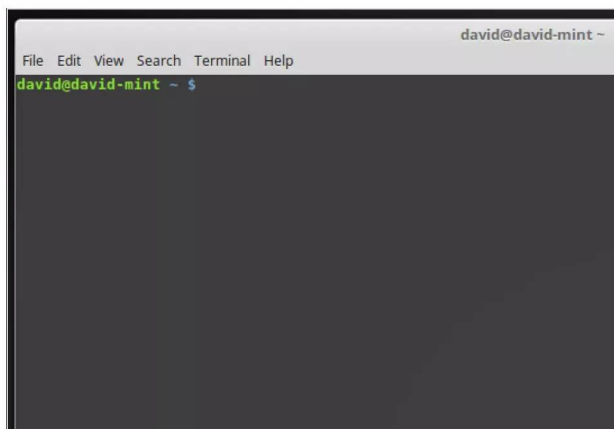 david@david-mint ~
File Edit View Search Terminal Help
david@david-mint ~ $